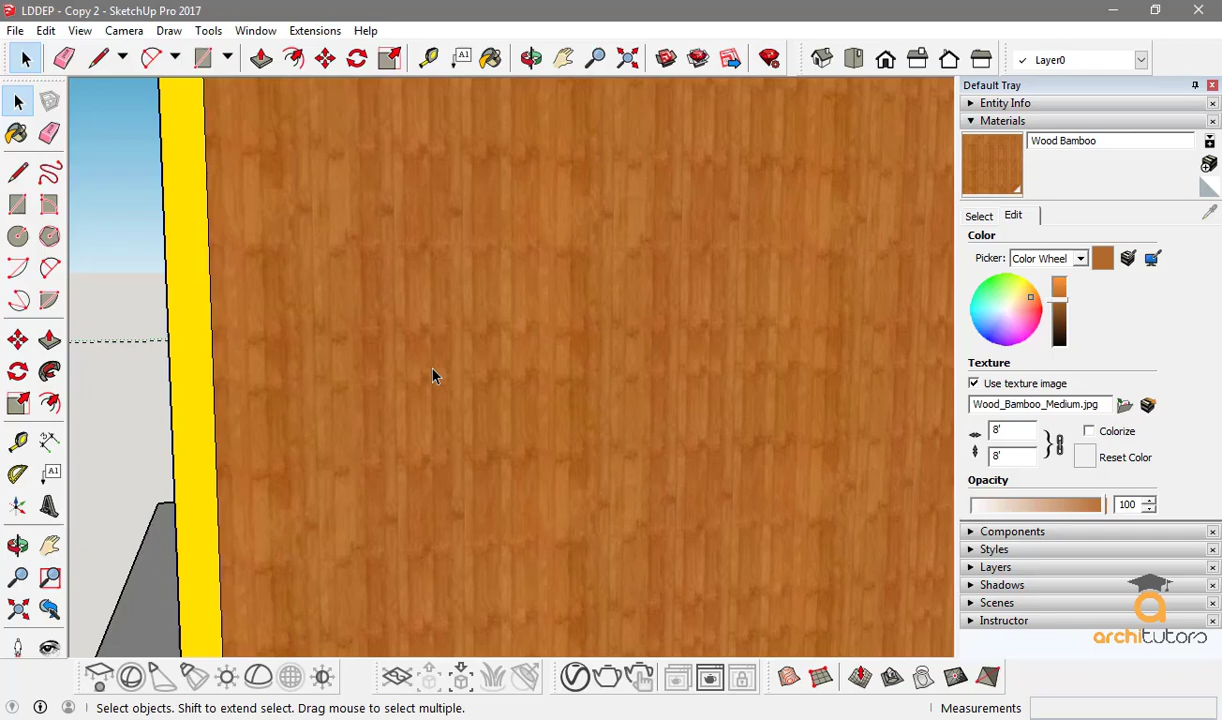 LDDEP - Copy 2 - SketchUp Pro 2017
File Edit View Camera Draw Tools Window Extensions Help
A1
Layer0
Default Tray
Entity Info
Materials
Wood Bamboo
Select Edit
Color
Picker: Color Wheel
Texture
Use texture image
Wood_Bamboo_Medium.jpg
8'
Colorize
8'
Reset Color
Opacity
100
A1
Components
Styles
Layers
Shadows
Scenes
Instructor
architutors
Select objects. Shift to extend select. Drag mouse to select multiple.
Measurements